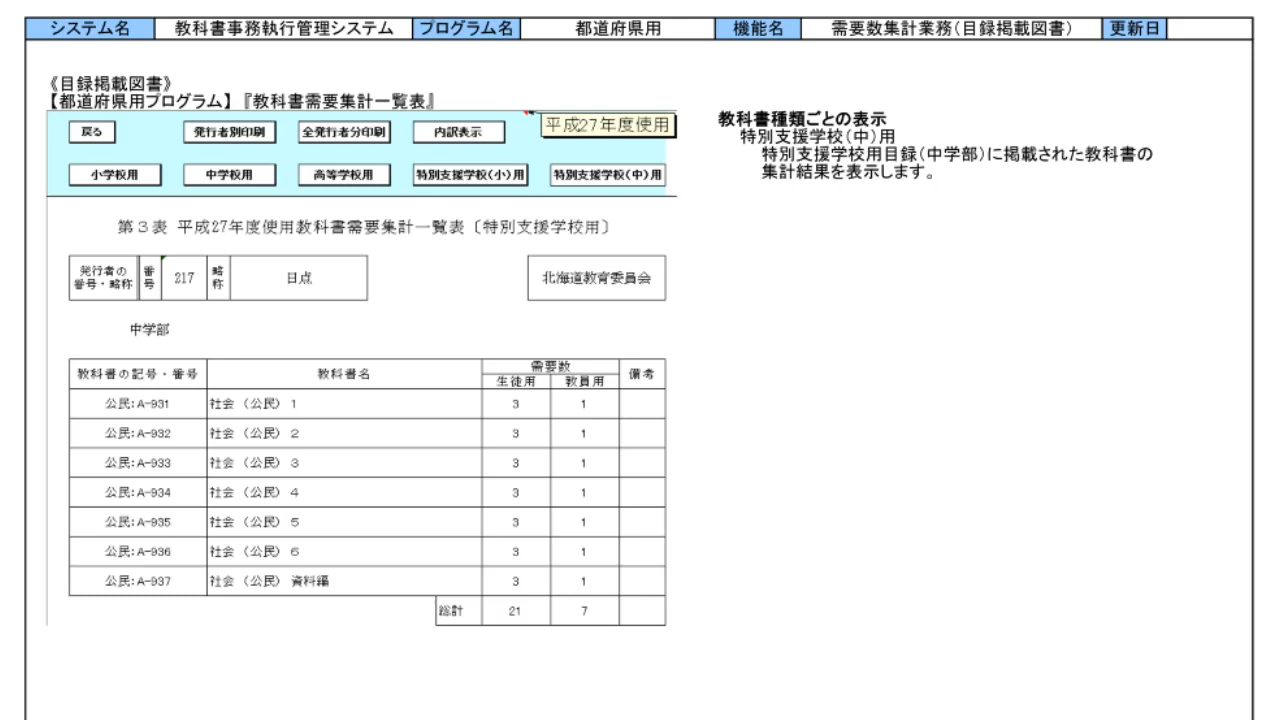 システム名 教科書事務執行管理システム プログラム名 都道府県用 機能名 需要数集計業務(目録掲載図書) 更新日
《目録掲載図書》
【都道府県用プログラム】『教科書需要集計一覧表』
戻る 発行者別印刷 全発行者分印刷 内訳表示 平成27年度使用
小学校用 中学校用 高等学校用 特別支援学校(小)用 特別支援学校(中)用
教科書種類ごとの表示
特別支援学校(中)用
特別支援学校用目録(中学部)に掲載された教科書の
集計結果を表示します。
第3表 平成27年度使用教科書需要集計一覧表〔特別支援学校用〕
発行者の番号・略称 番号 217 略称 日点 北海道教育委員会
中学部
教科書の記号・番号 教科書名 需要数 備考
生徒用 教員用
公民:A-931 社会(公民) 1 3 1
公民:A-932 社会(公民) 2 3 1
公民:A-933 社会(公民) 3 3 1
公民:A-934 社会(公民) 4 3 1
公民:A-935 社会(公民) 5 3 1
公民:A-936 社会(公民) 6 3 1
公民:A-937 社会(公民) 資料編 3 1
総計 21 7